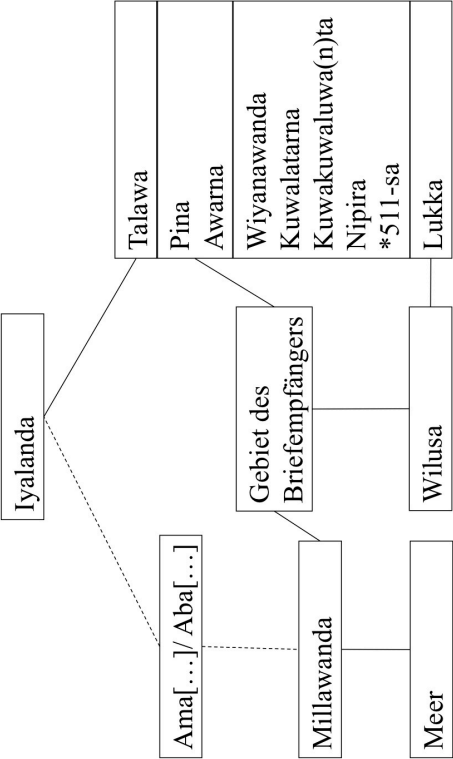 Iyalanda
Ama[…]/ Aba[…]
Talawa
Pina
Awarna
Gebiet des
Briefempfängers
Wiyanawanda
Kuwalatarna
Kuwakuwaluwa(n)ta
Nipira
*511-sa
Millawanda
Meer
Wilusa
Lukka